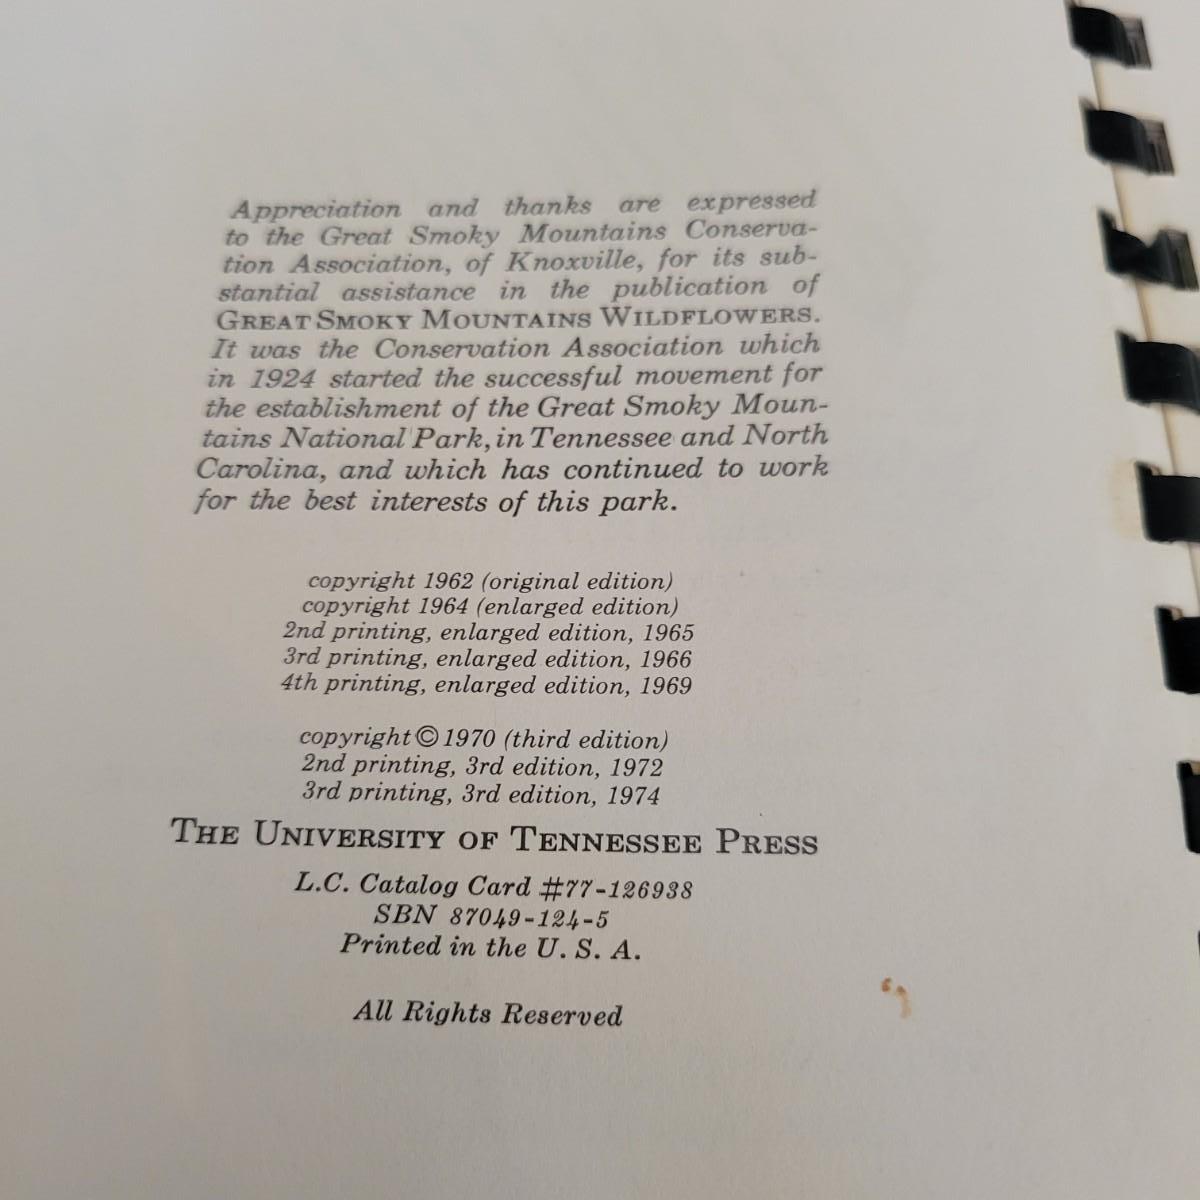 Appreciation and thanks are expressed
to the Great Smoky Mountains Conserva-
tion Association, of Knoxville, for its sub-
stantial assistance in the publication of
GREAT SMOKY MOUNTAINS WILDFLOWERS.
It was the Conservation Association which
in 1924 started the successful movement for
the establishment of the Great Smoky Moun-
tains National Park, in Tennessee and North
Carolina, and which has continued to work
for the best interests of this park.
copyright 1962 (original edition)
copyright 1964 (enlarged edition)
2nd printing, enlarged edition, 1965
3rd printing, enlarged edition, 1966
4th printing, enlarged edition, 1969
copyright © 1970 (third edition)
2nd printing, 3rd edition, 1972
3rd printing, 3rd edition, 1974
THE UNIVERSITY OF TENNESSEE PRESS
L.C. Catalog Card #77-126938
SBN 87049-124-5
Printed in the U. S. A.
All Rights Reserved